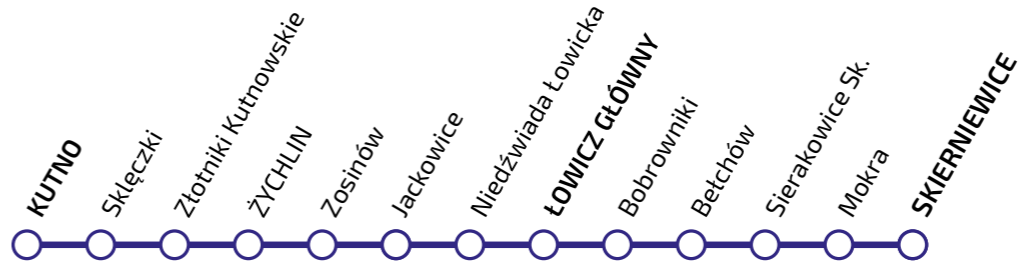 KUTNO
Sklęczki
Złotniki Kutnowskie
ŻYCHLIN
Zosinów
Jackowice
Niedźwiada Łowicka
ŁOWICZ GŁÓWNY
Bobrowniki
Bełchów
Sierakowice Sk.
Mokra
SKIERNIEWICE